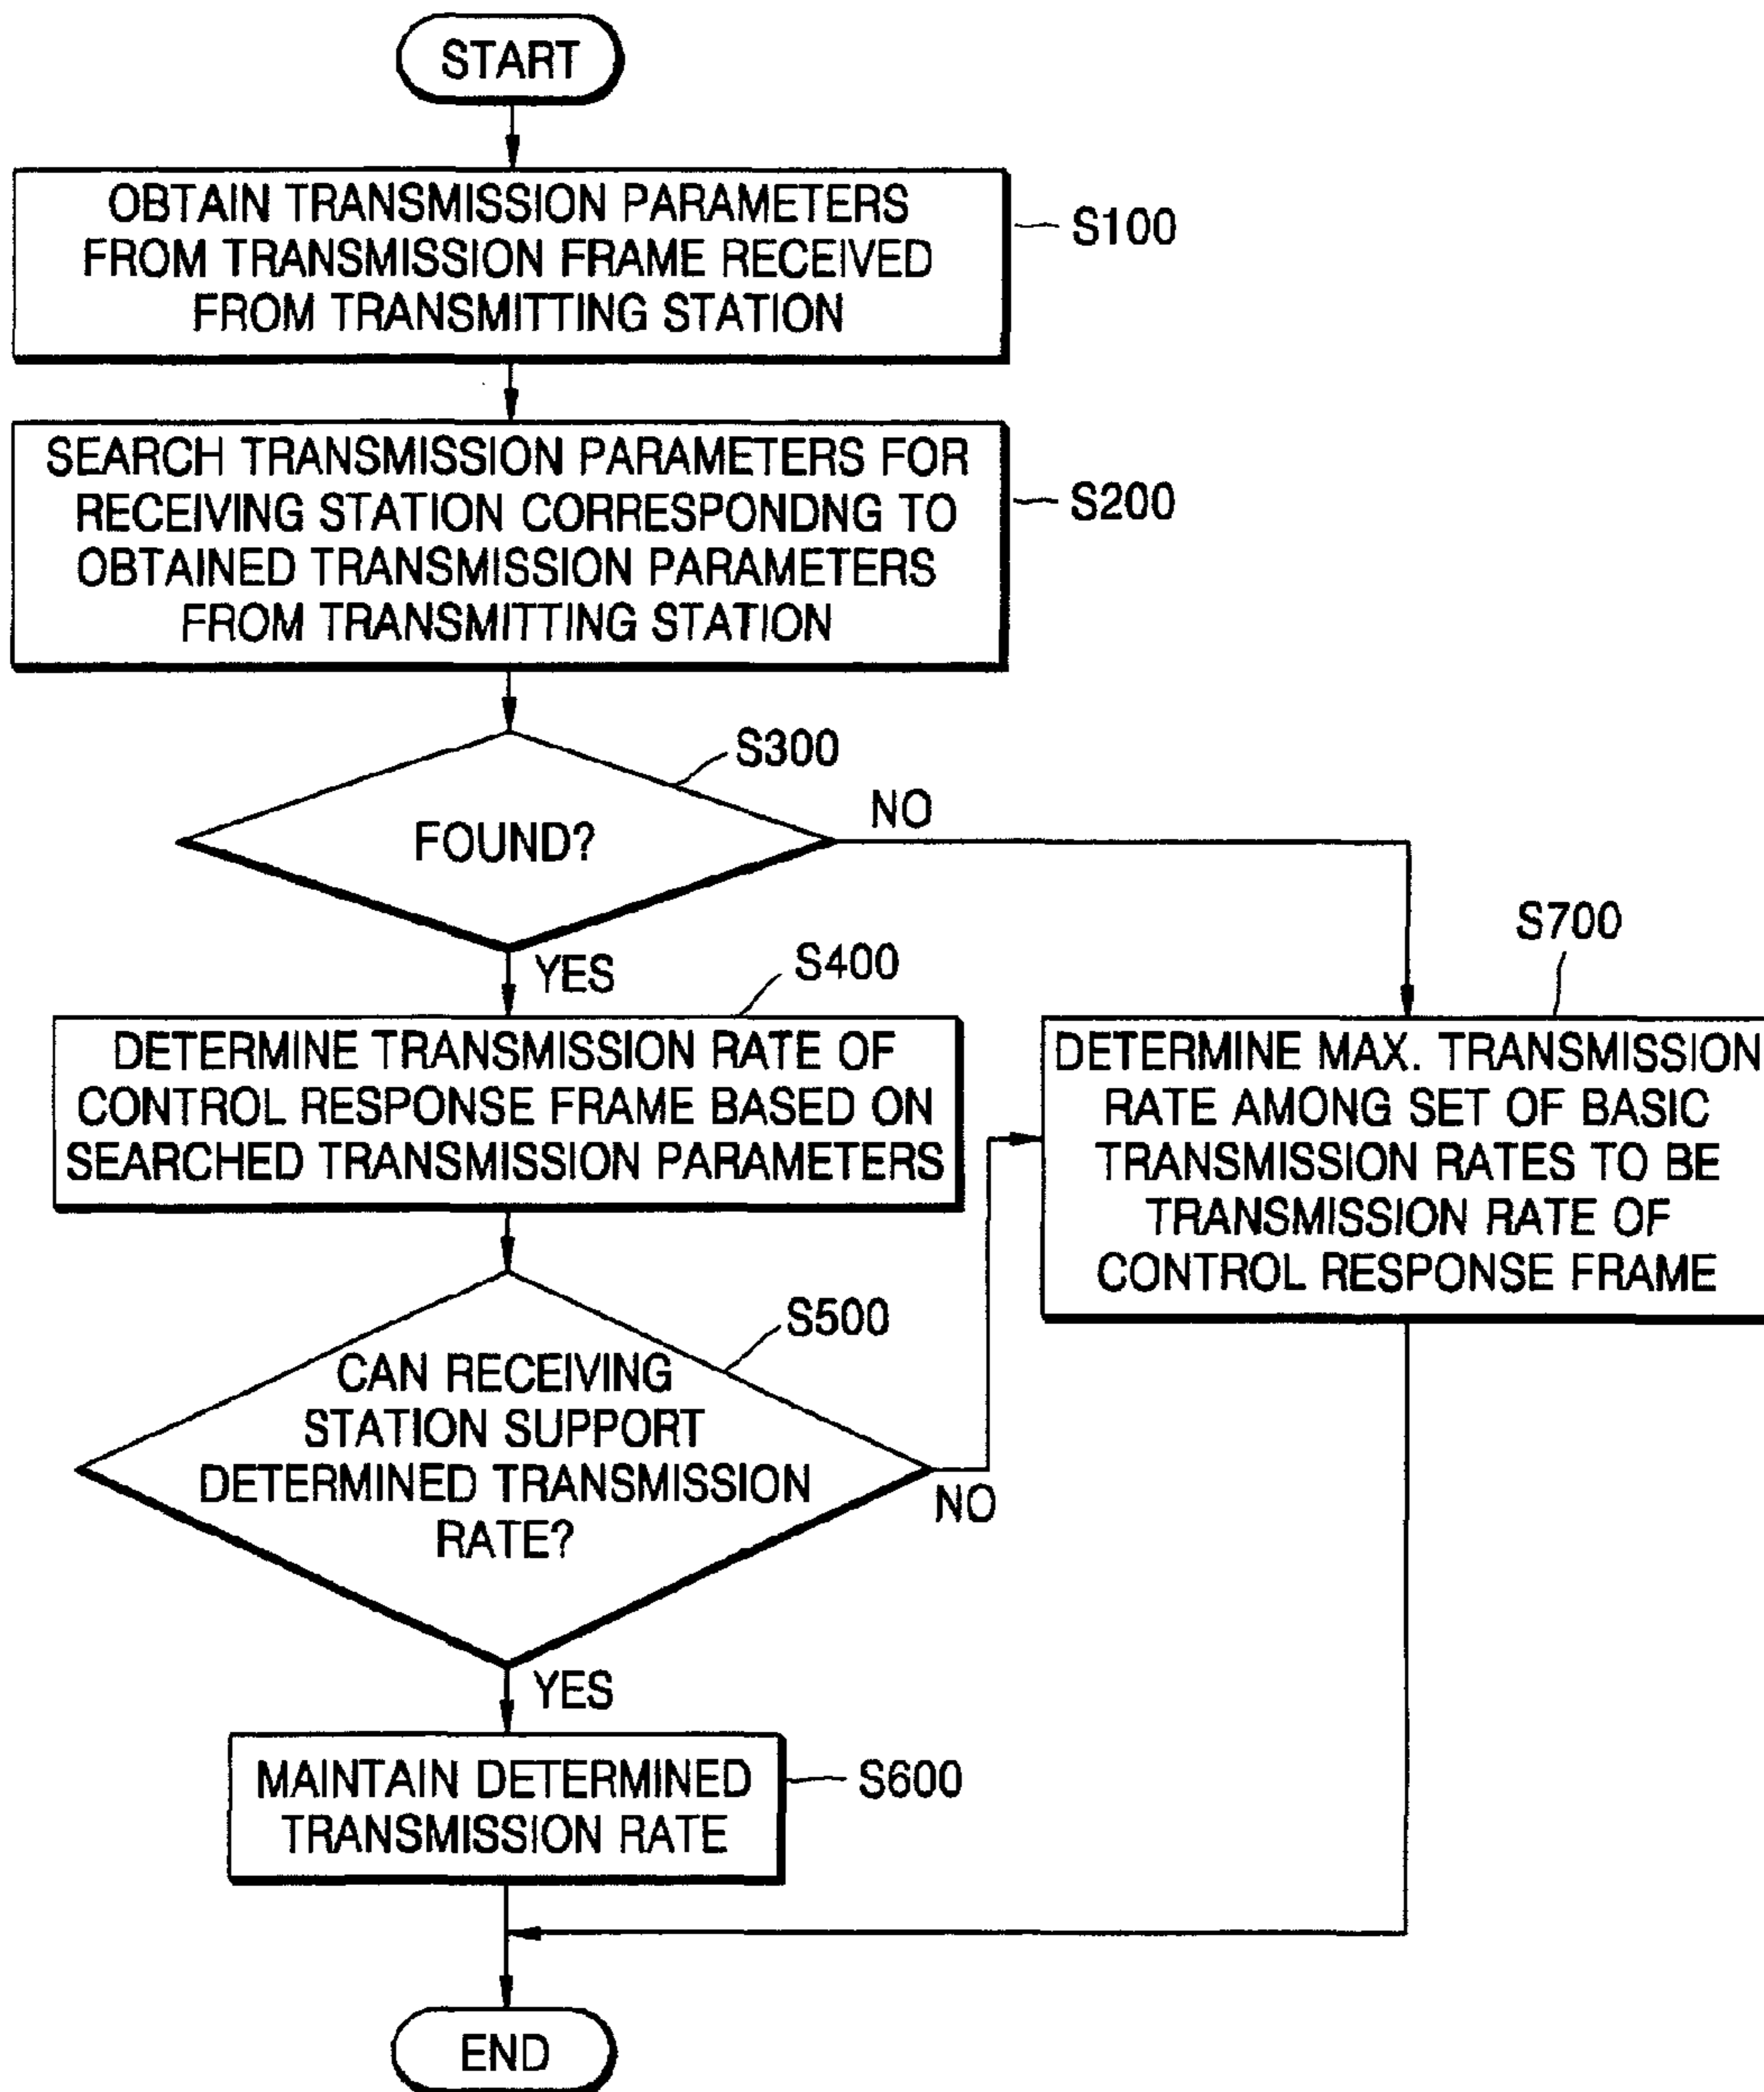 START
OBTAIN TRANSMISSION PARAMETERS
FROM TRANSMISSION FRAME RECEIVED
FROM TRANSMITTING STATION
S100
SEARCH TRANSMISSION PARAMETERS FOR
RECEIVING STATION CORRESPONDNG TO
OBTAINED TRANSMISSION PARAMETERS
FROM TRANSMITTING STATION
S200
S300
FOUND?
NO
YES
S400
DETERMINE TRANSMISSION RATE OF
CONTROL RESPONSE FRAME BASED ON
SEARCHED TRANSMISSION PARAMETERS
S700
DETERMINE MAX. TRANSMISSION
RATE AMONG SET OF BASIC
TRANSMISSION RATES TO BE
TRANSMISSION RATE OF
CONTROL RESPONSE FRAME
S500
CAN RECEIVING
STATION SUPPORT
DETERMINED TRANSMISSION
RATE?
NO
YES
MAINTAIN DETERMINED
TRANSMISSION RATE
S600
END